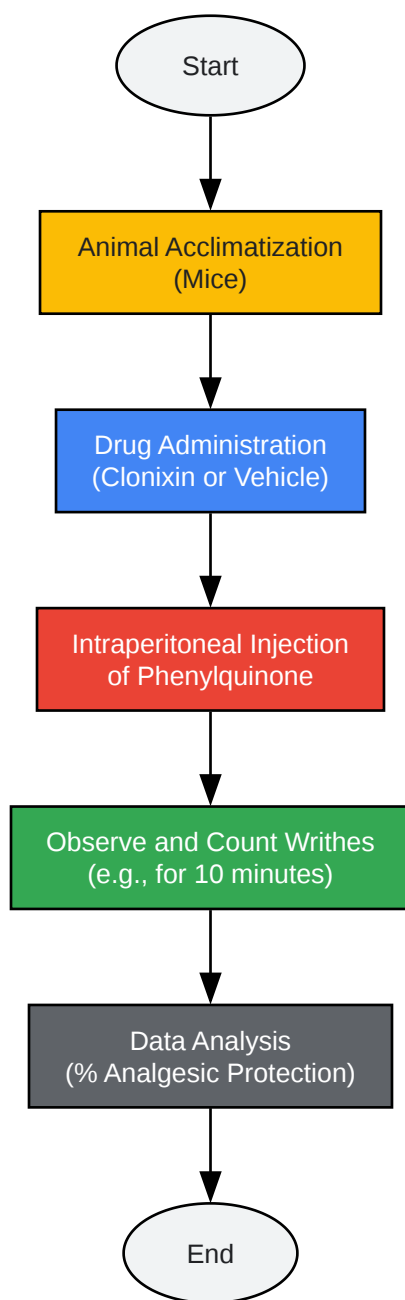 Start
Animal Acclimatization
(Mice)
Drug Administration
(Clonixin or Vehicle)
Intraperitoneal Injection
of Phenylquinone
Observe and Count Writhes
(e.g., for 10 minutes)
Data Analysis
(% Analgesic Protection)
End